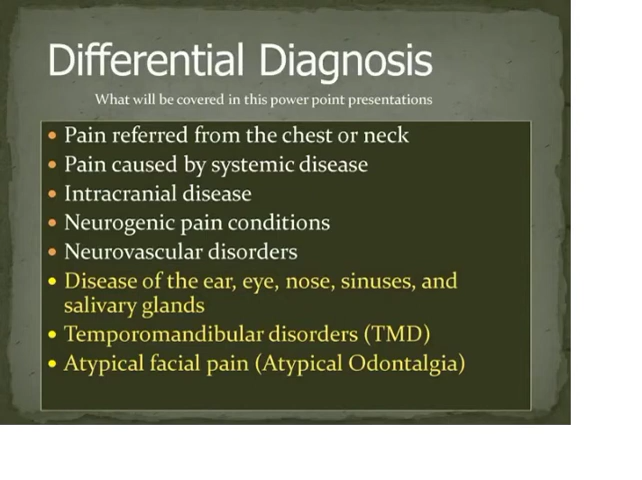 Differential Diagnosis
What will be covered in this power point presentations
• Pain referred from the chest or neck
• Pain caused by systemic disease
• Intracranial disease
• Neurogenic pain conditions
• Neurovascular disorders
• Disease of the ear, eye, nose, sinuses, and
salivary glands
• Temporomandibular disorders (TMD)
• Atypical facial pain (Atypical Odontalgia)